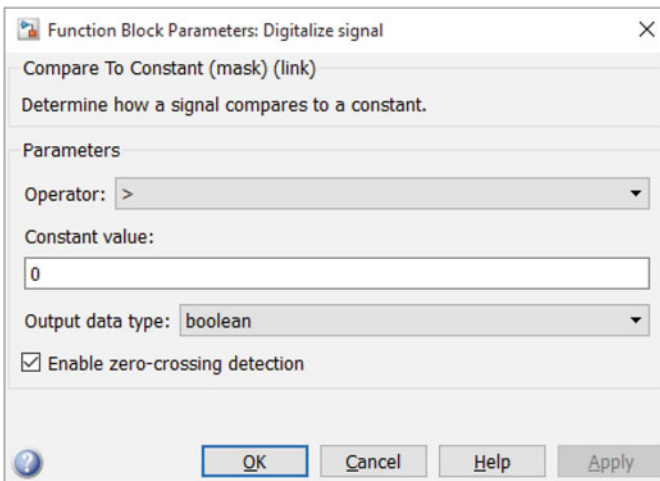 Function Block Parameters: Digitalize signal
Compare To Constant (mask) (link)
Determine how a signal compares to a constant.
Parameters
Operator: >
Constant value:
0
Output data type: boolean
Enable zero-crossing detection
? OK Cancel Help Apply